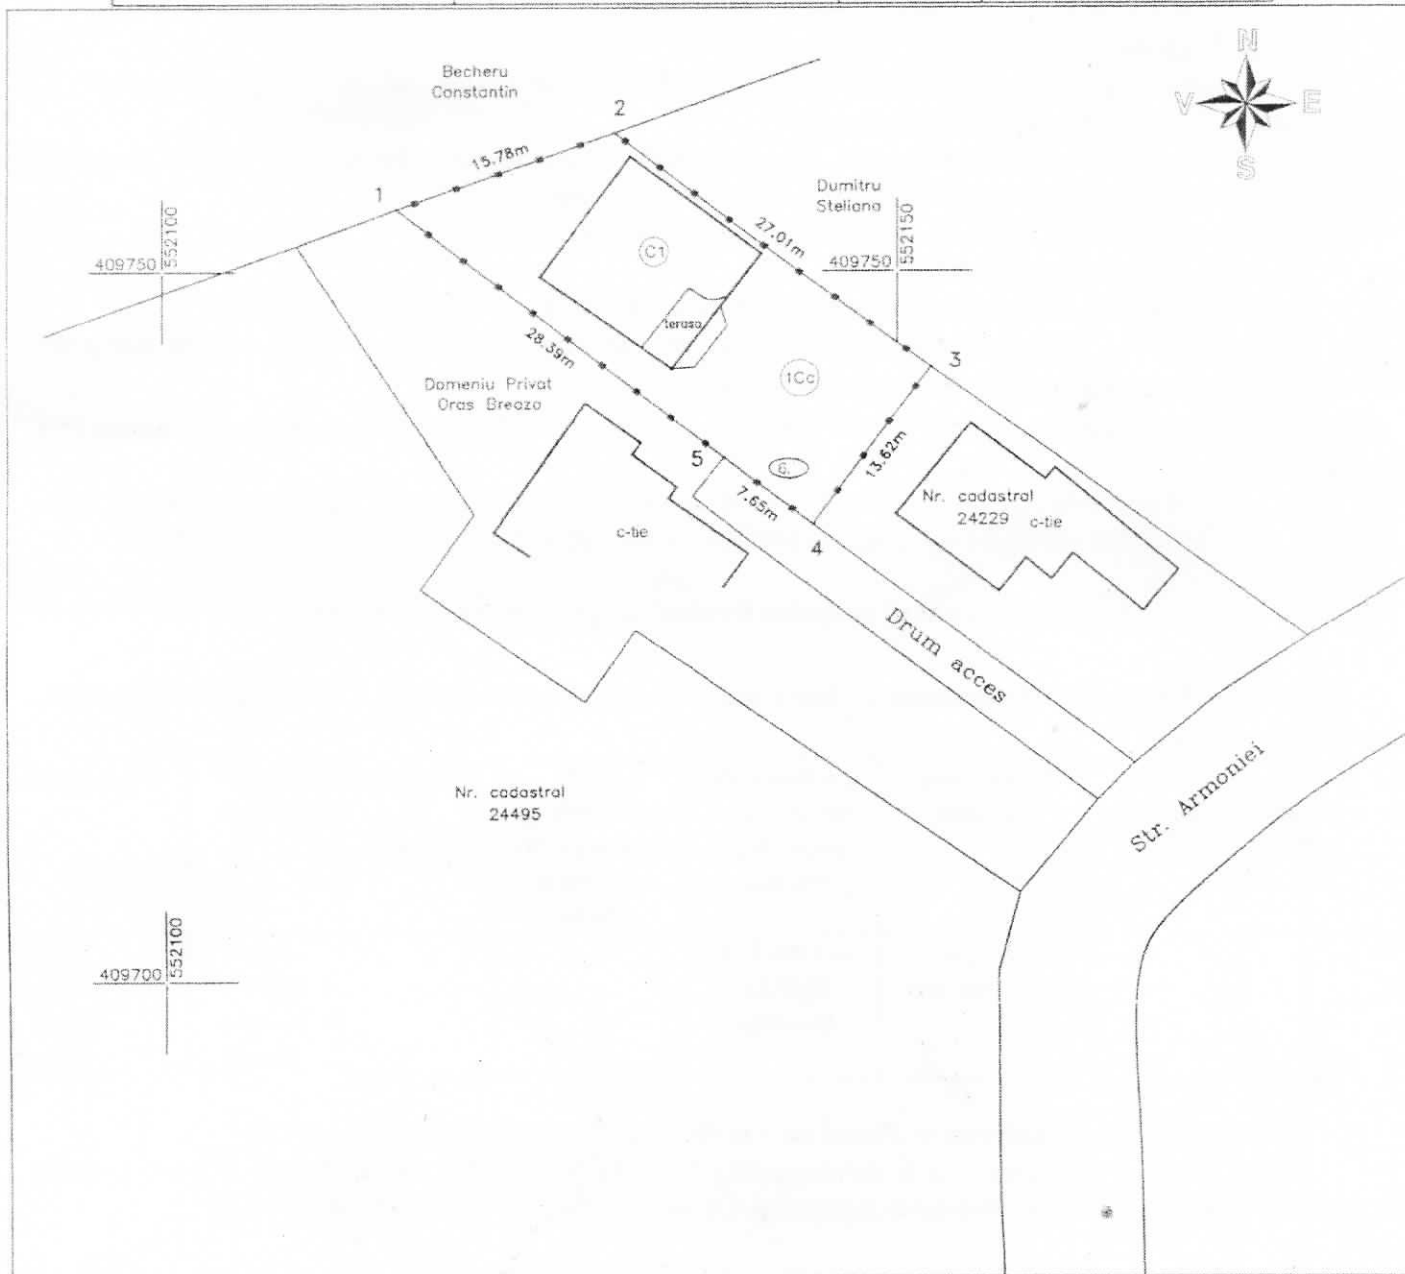 N
V E
S
Becheru
Constantin
2
15.78m
1
Dumitru
Steliana
27.01m
552100
409750
552150
409750
C1
terasa
28.39m
3
1Cc
Domeniu Privat
Oras Breaza
13.62m
5
6.
7.65m
4
Nr. cadastral
24229 c-tie
c-tie
Drum acces
Str. Armoniei
Nr. cadastral
24495
552100
409700